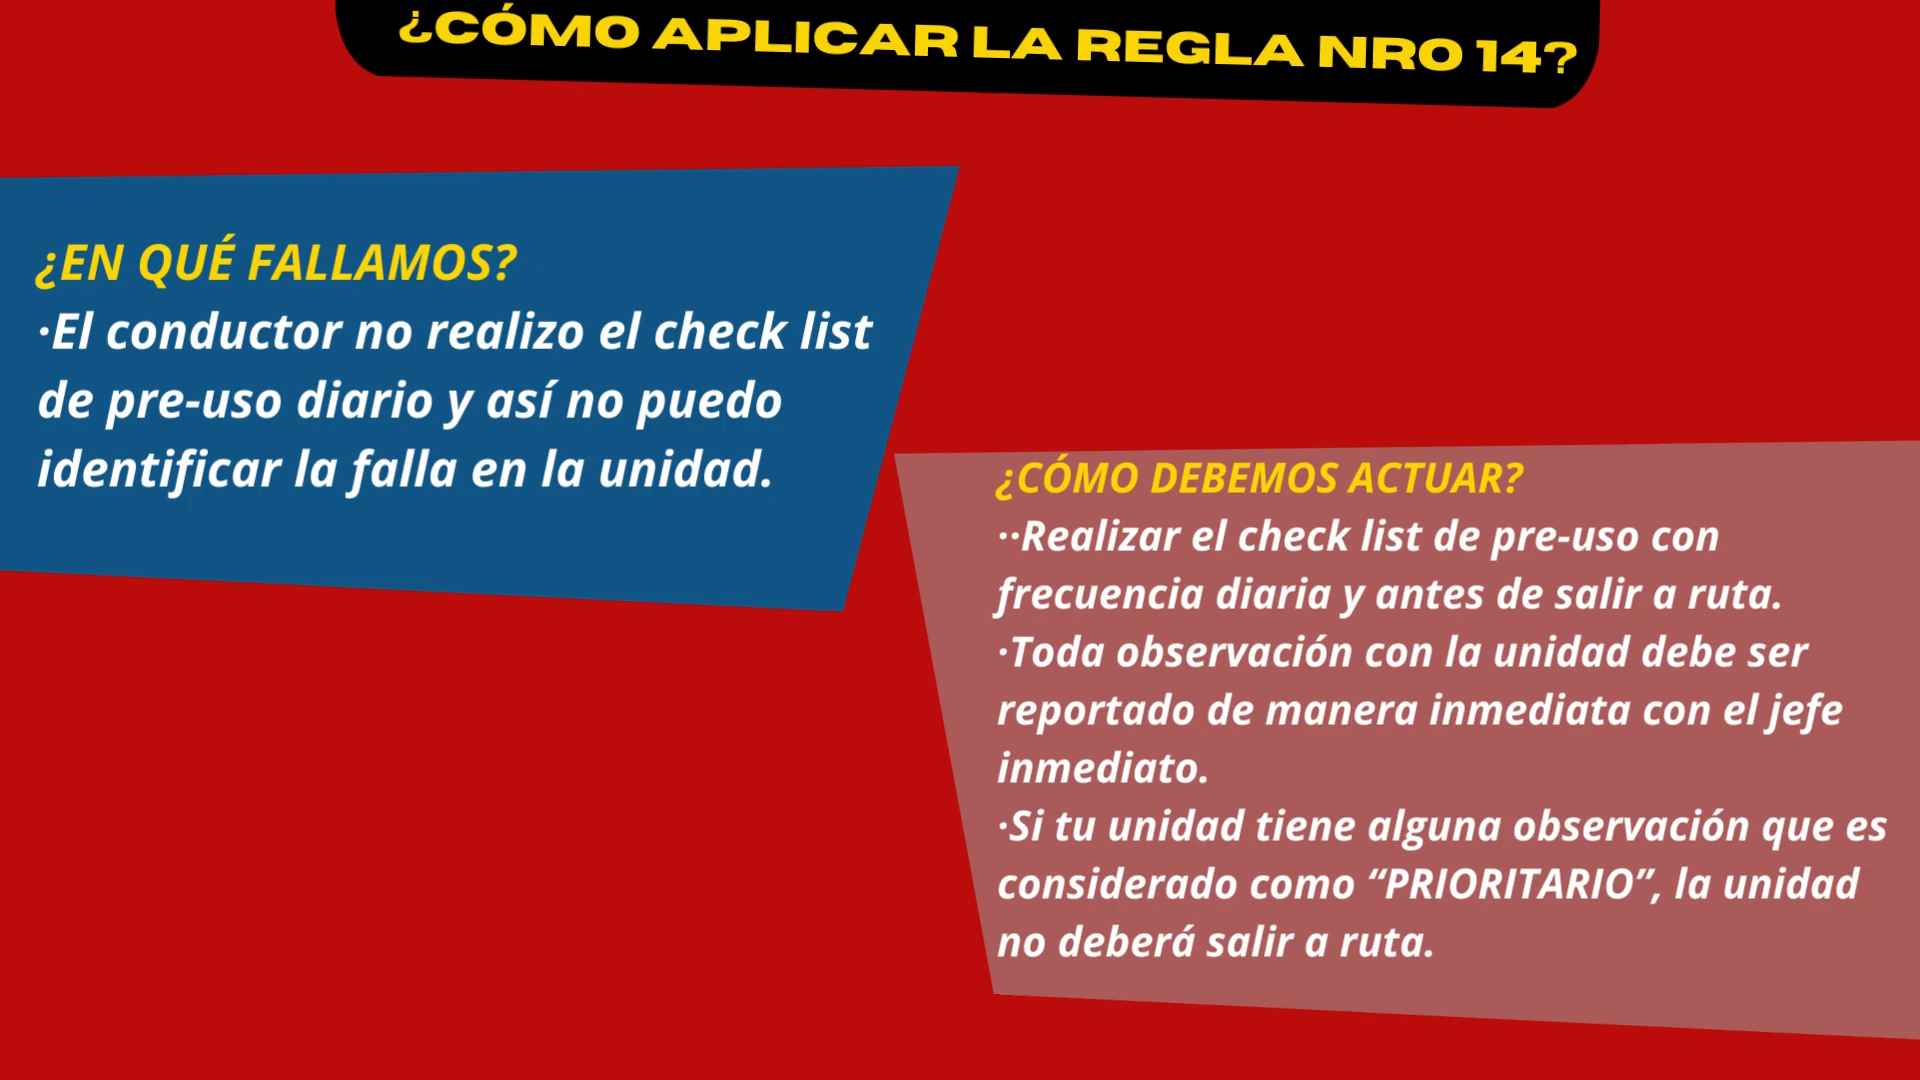 ¿CÓMO APLICAR LA REGLA NRO 14?
¿EN QUÉ FALLAMOS?
·El conductor no realizo el check list
de pre-uso diario y así no puedo
identificar la falla en la unidad.
¿CÓMO DEBEMOS ACTUAR?
··Realizar el check list de pre-uso con
frecuencia diaria y antes de salir a ruta.
·Toda observación con la unidad debe ser
reportado de manera inmediata con el jefe
inmediato.
·Si tu unidad tiene alguna observación que es
considerado como “PRIORITARIO”, la unidad
no deberá salir a ruta.